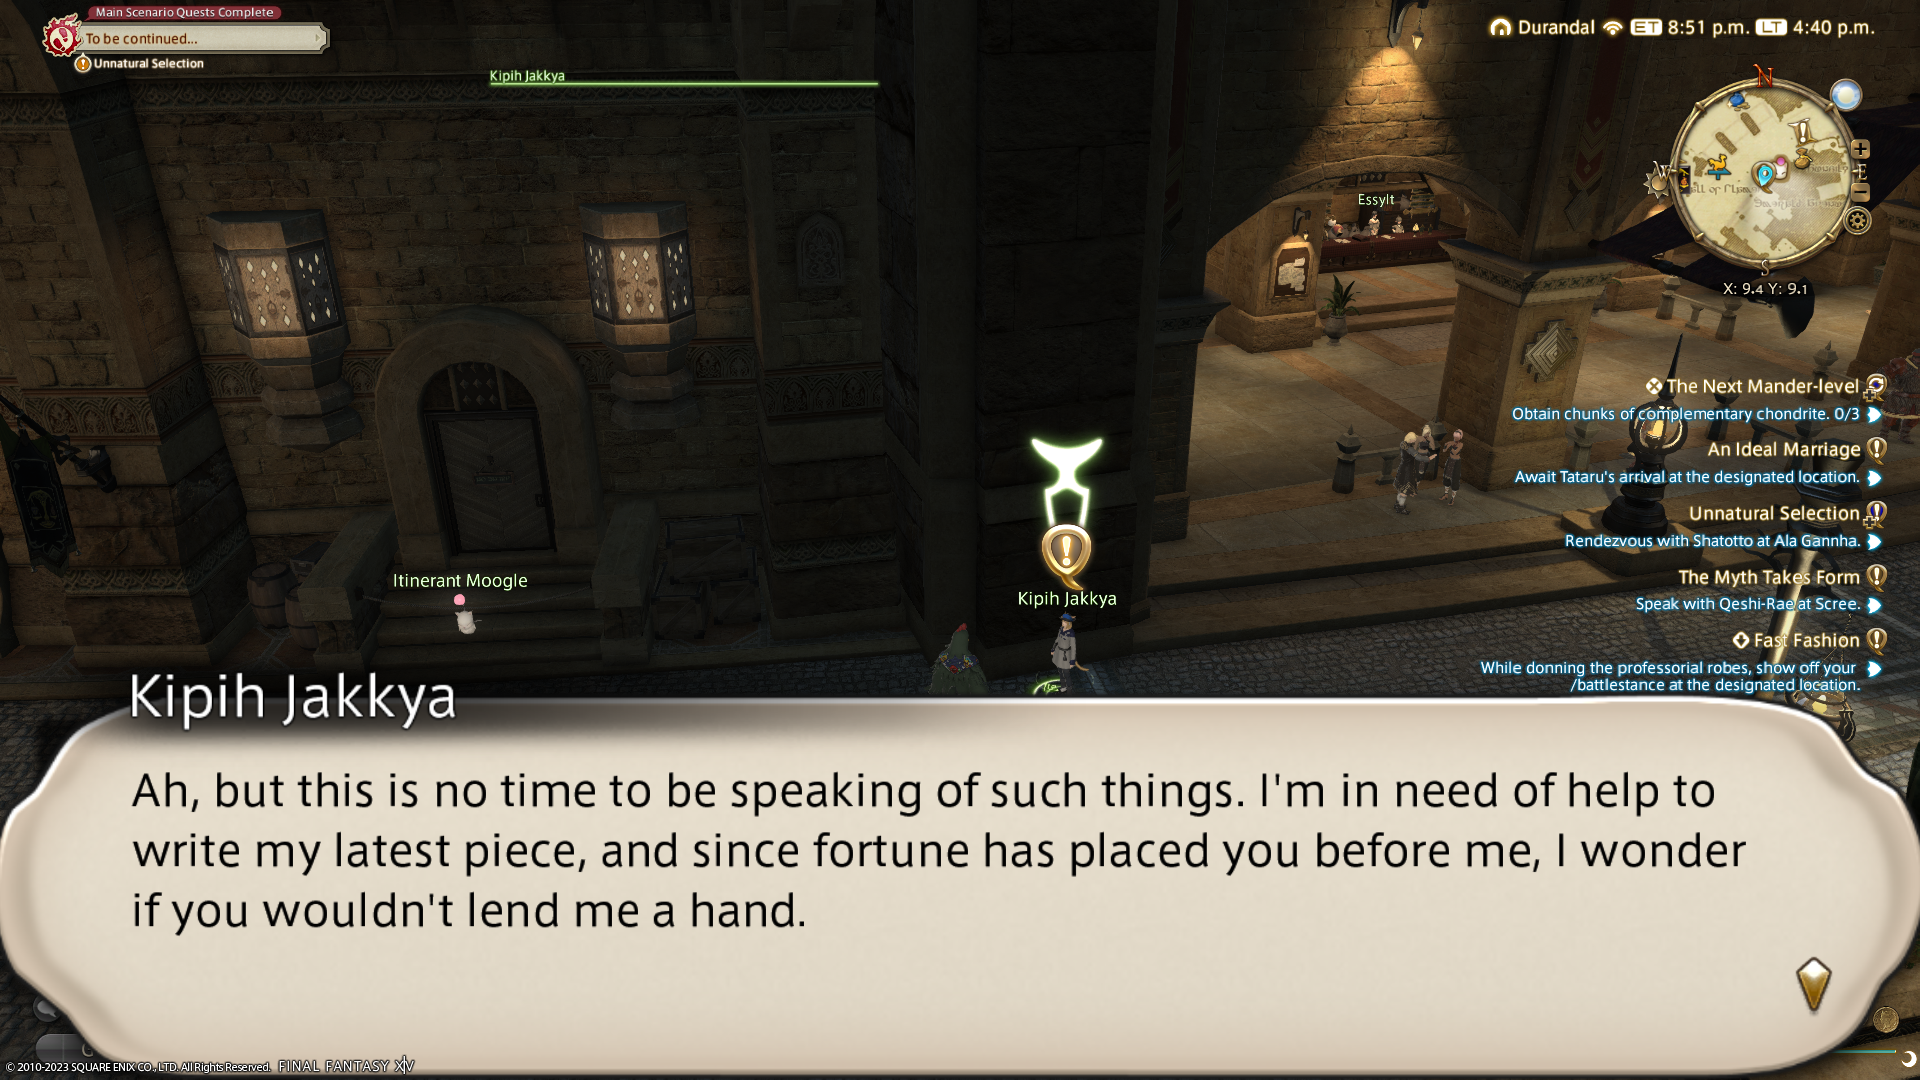 Main Scenario Quests Complete
To be continued...
Unnatural Selection
Kipih Jakkya
Durandal ET 8:51 p.m. LT 4:40 p.m.
N
W
E
S
X: 9.4 Y: 9.1
Essylt
The Next Mander-level
Obtain chunks of complementary chondrite. 0/3
An Ideal Marriage
Await Tataru's arrival at the designated location.
Unnatural Selection
Rendezvous with Shatotto at Ala Gannha.
The Myth Takes Form
Speak with Qeshi-Rae at Scree.
Fast Fashion
While donning the professorial robes, show off your
/battlestance at the designated location.
Itinerant Moogle
Kipih Jakkya
Kipih Jakkya
Ah, but this is no time to be speaking of such things. I'm in need of help to
write my latest piece, and since fortune has placed you before me, I wonder
if you wouldn't lend me a hand.
© 2010-2023 SQUARE ENIX CO., LTD. All Rights Reserved. FINAL FANTASY XIV